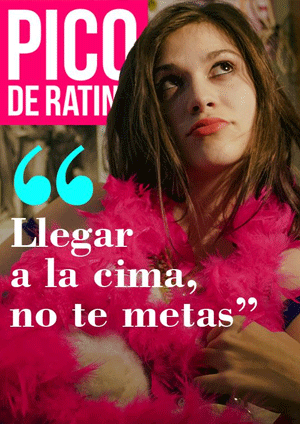 PICO
DE RATIN
“
Llegar
a la cima,
no te metas”